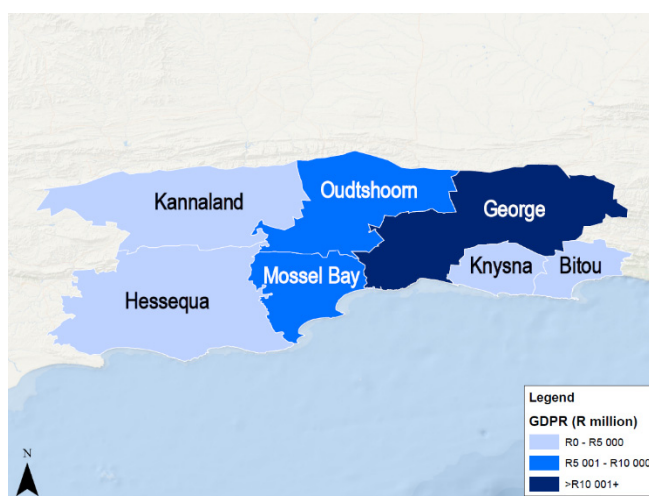 Oudtshoorn
Kannaland
George
Knysna
Bitou
Mossel Bay
Hessequa
Legend
GDPR (R million)
R0 - R5 000
R5 001 - R10 000
>R10 001+
N